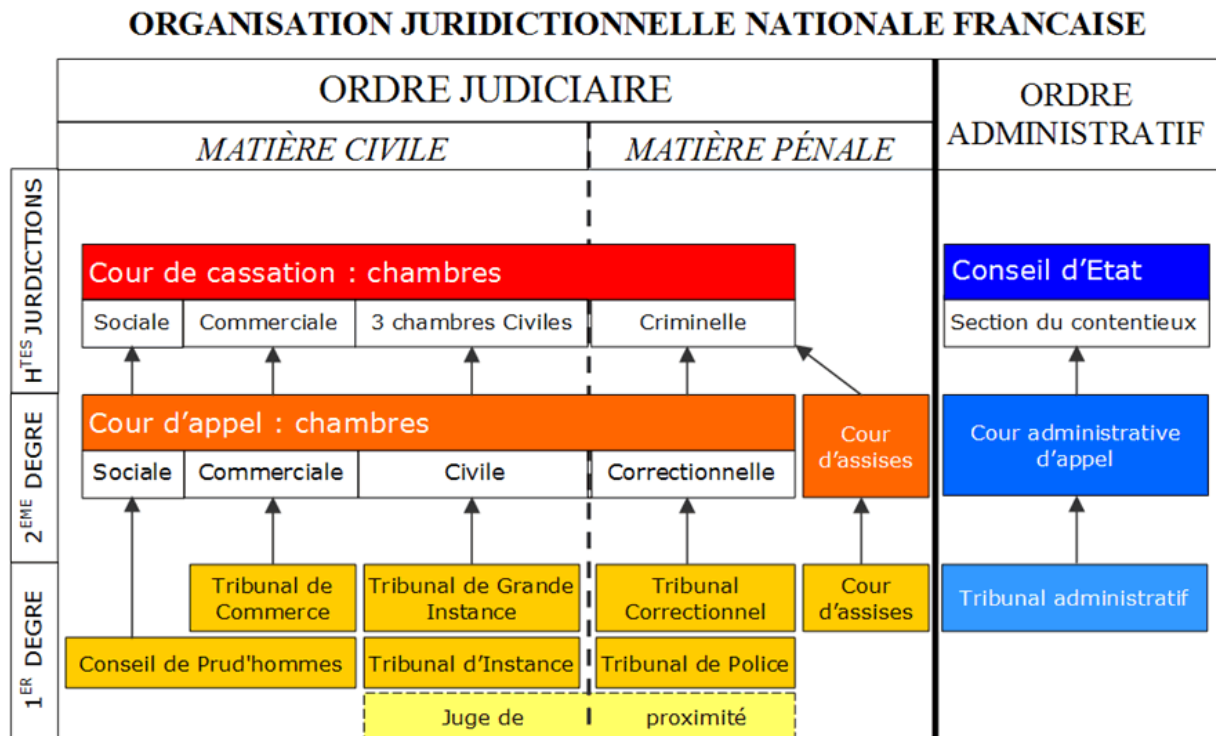 ORGANISATION JURIDICTIONNELLE NATIONALE FRANCAISE
ORDRE JUDICIAIRE
ORDRE
ADMINISTRATIF
MATIÈRE CIVILE
MATIÈRE PÉNALE
HTES JURDICTIONS
Cour de cassation : chambres
Conseil d'Etat
Sociale
Commerciale
3 chambres Civiles
Criminelle
Section du contentieux
2EME DEGRE
Cour d'appel : chambres
Cour
d'assises
Cour administrative
d'appel
Sociale
Commerciale
Civile
Correctionnelle
1ER DEGRE
Tribunal de
Commerce
Tribunal de Grande
Instance
Tribunal
Correctionnel
Cour
d'assises
Tribunal administratif
Conseil de Prud'hommes
Tribunal d'Instance
Tribunal de Police
Juge de proximité